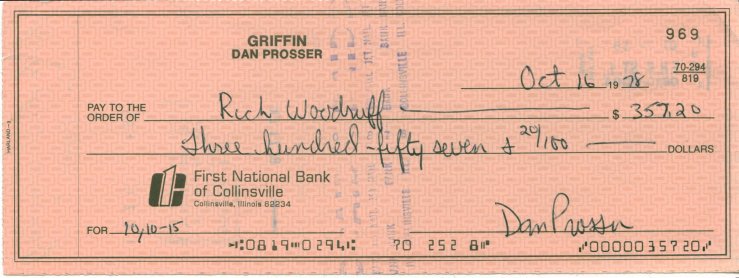 GRIFFIN
DAN PROSSER
969
70-294
819
Oct 16 1978
PAY TO THE
ORDER OF Rich Woodruff $ 357.20
Three hundred-fifty seven & 20/100 DOLLARS
First National Bank
of Collinsville
Collinsville, Illinois 62234
FOR 10,10-15 Dan Prosser
⑆0819⑉0294⑆ 70 252 8⑈ ⑈0000035720⑈
HARLAND